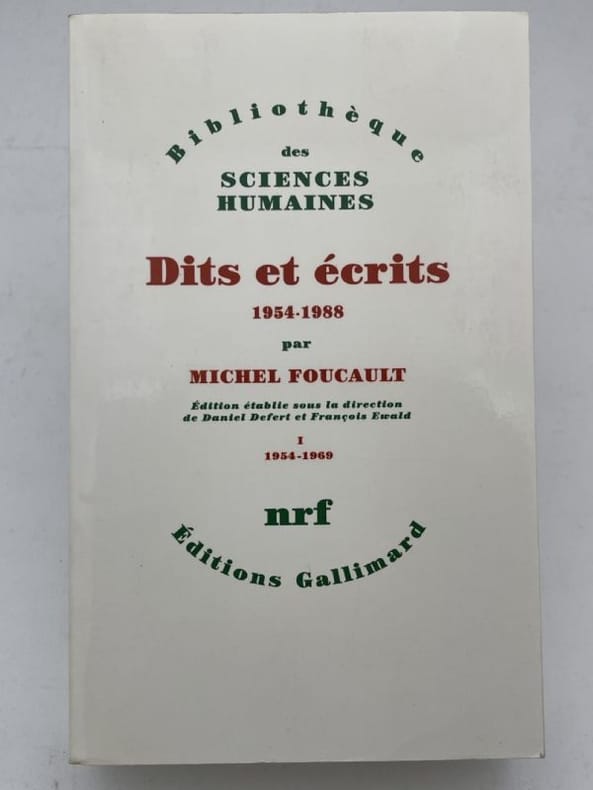 Bibliothèque
des
SCIENCES
HUMAINES
Dits et écrits
1954-1988
par
MICHEL FOUCAULT
Édition établie sous la direction
de Daniel Defert et François Ewald
I
1954-1969
nrf
Éditions Gallimard